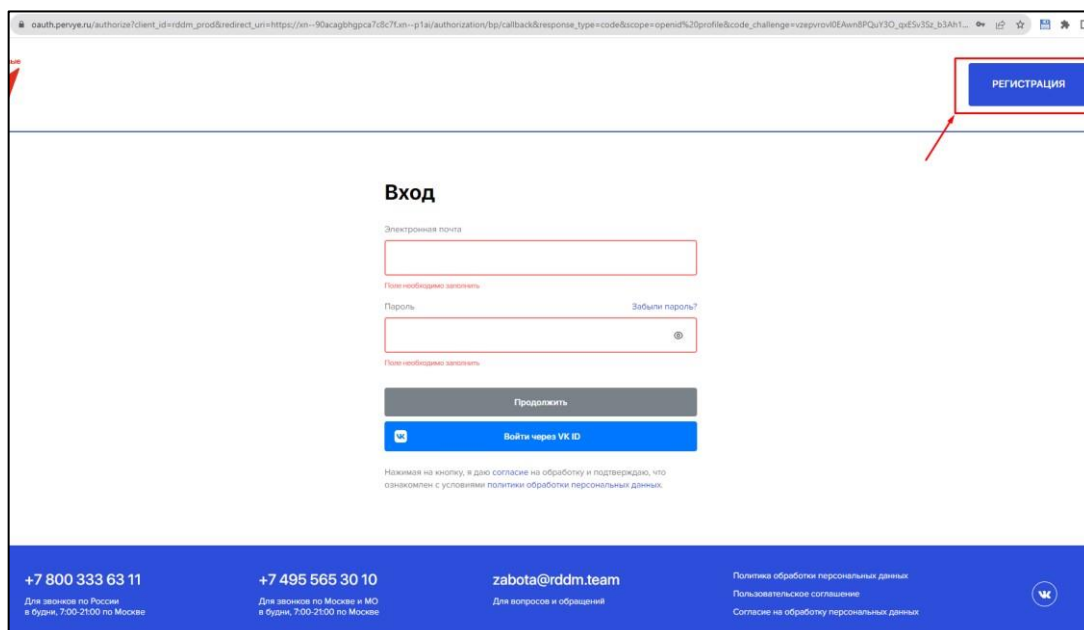 oauth.pervye.ru/authorize?client_id=rddm_prod&redirect_uri=https://xn--90acagbhgpca7c8c7f.xn--p1ai/authorization/bp/callback&response_type=code&scope=openid%20profile&code_challenge=vzepvrovl0EAwn8PQuY3O_qxESv3Sz_b3Ah1...
РЕГИСТРАЦИЯ
Вход
Электронная почта
Поле необходимо заполнить
Пароль Забыли пароль?
Поле необходимо заполнить
Продолжить
Войти через VK ID
Нажимая на кнопку, я даю согласие на обработку и подтверждаю, что
ознакомлен с условиями политики обработки персональных данных.
+7 800 333 63 11
Для звонков по России
в будни, 7:00-21:00 по Москве
+7 495 565 30 10
Для звонков по Москве и МО
в будни, 7:00-21:00 по Москве
zabota@rddm.team
Для вопросов и обращений
Политика обработки персональных данных
Пользовательское соглашение
Согласие на обработку персональных данных